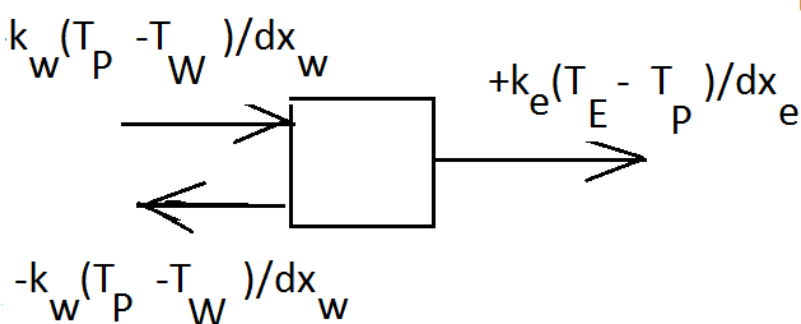 k_w(T_P -T_W)/dx_w
+k_e(T_E - T_P)/dx_e
-k_w(T_P -T_W)/dx_w